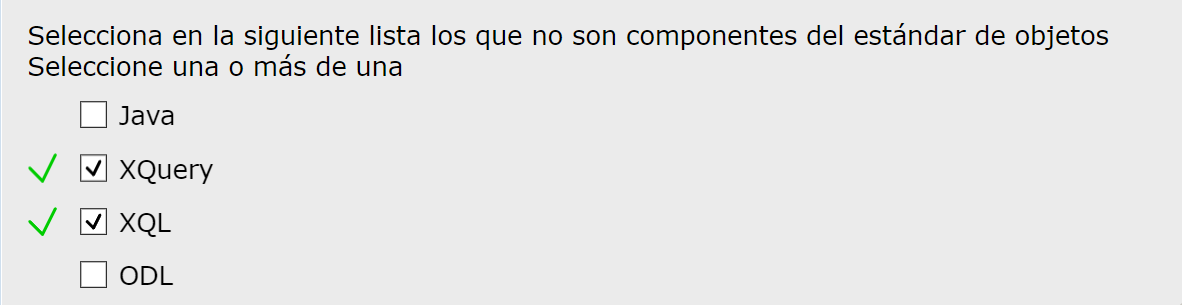 Selecciona en la siguiente lista los que no son componentes del estándar de objetos
Seleccione una o más de una
Java
XQuery
XQL
ODL